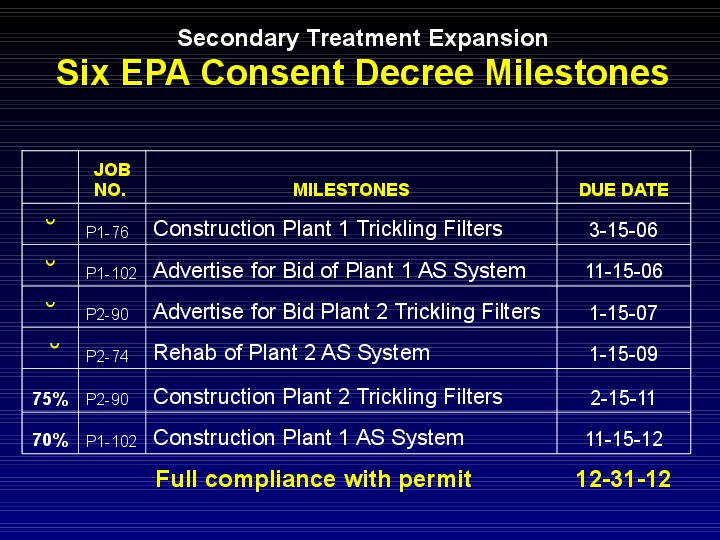 Secondary Treatment Expansion
Six EPA Consent Decree Milestones
JOB NO. MILESTONES DUE DATE
˘ P1-76 Construction Plant 1 Trickling Filters 3-15-06
˘ P1-102 Advertise for Bid of Plant 1 AS System 11-15-06
˘ P2-90 Advertise for Bid Plant 2 Trickling Filters 1-15-07
˘ P2-74 Rehab of Plant 2 AS System 1-15-09
75% P2-90 Construction Plant 2 Trickling Filters 2-15-11
70% P1-102 Construction Plant 1 AS System 11-15-12
Full compliance with permit 12-31-12